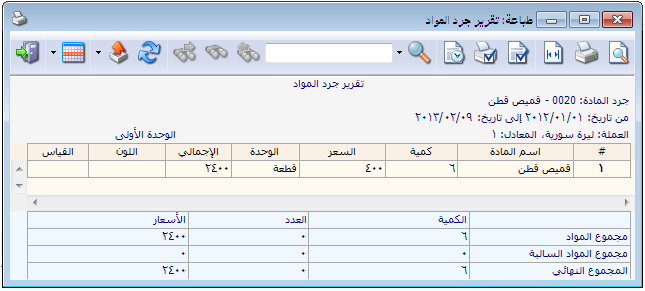 طباعة: تقرير جرد المواد
تقرير جرد المواد
جرد المادة: 0020 - قميص قطن
من تاريخ: ٢٠١٢/٠١/٠١ إلى تاريخ: ٢٠١٣/٠٢/٠٩
العملة: ليرة سورية، المعادل: ١ الوحدة الأولى
# اسم المادة كمية السعر الوحدة الإجمالي اللون القياس
١ قميص قطن ٦ ٤٠٠ قطعة ٢٤٠٠
الكمية العدد الأسعار
مجموع المواد ٦ ٠ ٢٤٠٠
مجموع المواد السالبة ٠ ٠ ٠
المجموع النهائي ٦ ٠ ٢٤٠٠